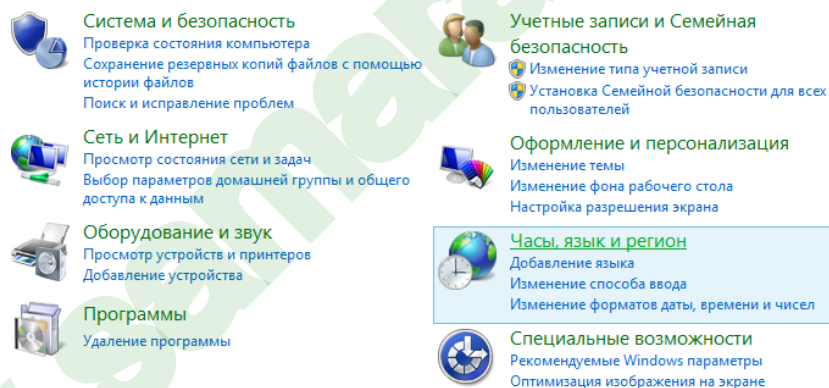 Система и безопасность
Проверка состояния компьютера
Сохранение резервных копий файлов с помощью
истории файлов
Поиск и исправление проблем
Сеть и Интернет
Просмотр состояния сети и задач
Выбор параметров домашней группы и общего
доступа к данным
Оборудование и звук
Просмотр устройств и принтеров
Добавление устройства
Программы
Удаление программы
Учетные записи и Семейная
безопасность
Изменение типа учетной записи
Установка Семейной безопасности для всех
пользователей
Оформление и персонализация
Изменение темы
Изменение фона рабочего стола
Настройка разрешения экрана
Часы, язык и регион
Добавление языка
Изменение способа ввода
Изменение форматов даты, времени и чисел
Специальные возможности
Рекомендуемые Windows параметры
Оптимизация изображения на экране